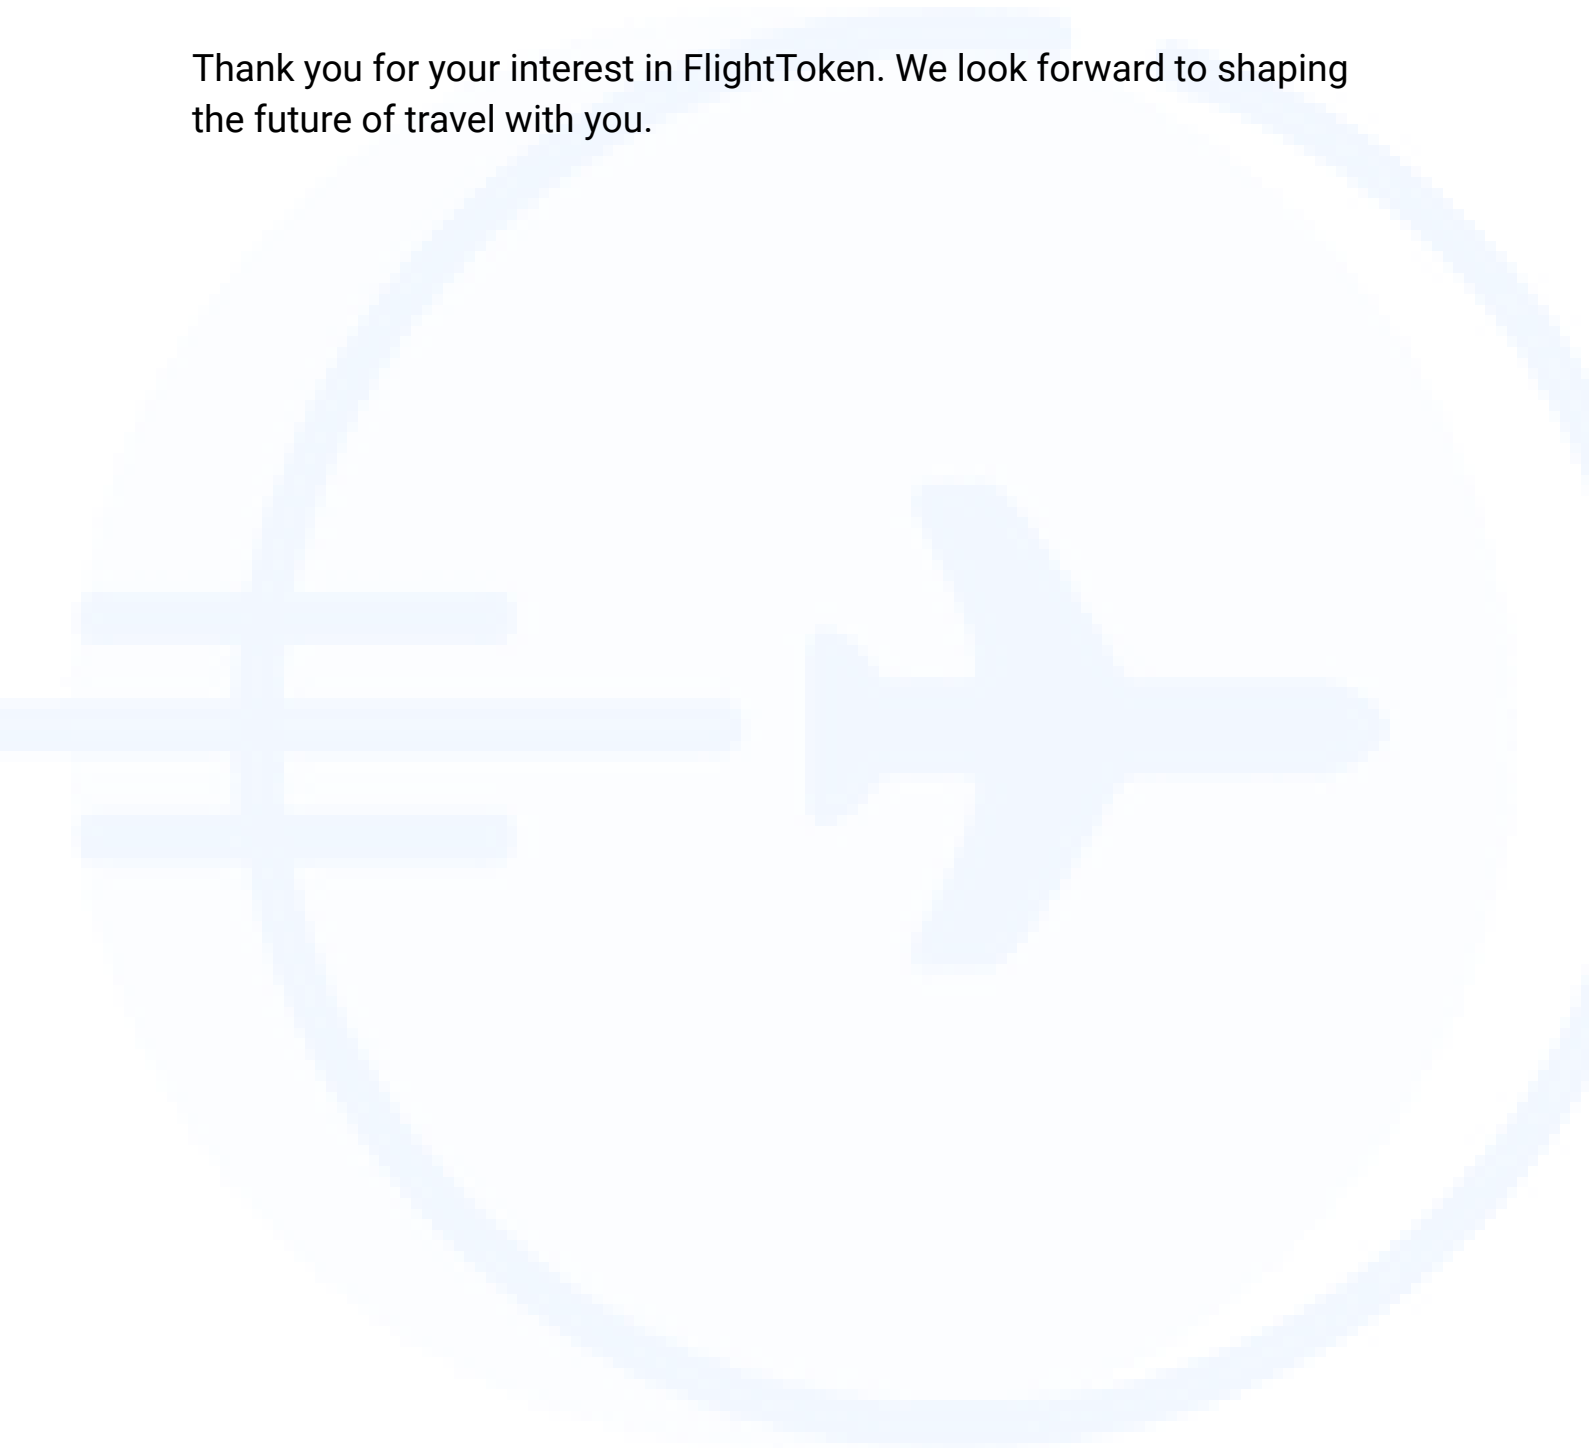 Thank you for your interest in FlightToken. We look forward to shaping
the future of travel with you.